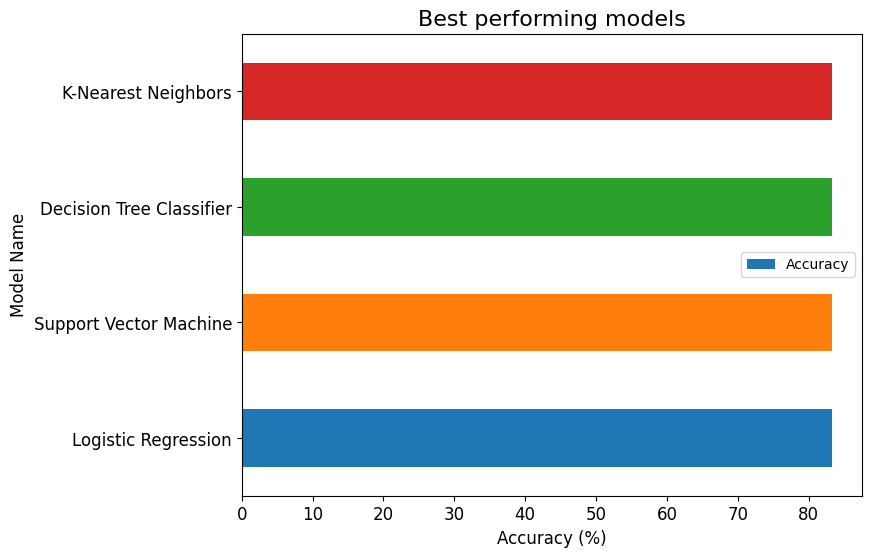 Best performing models
Model Name
K-Nearest Neighbors
Decision Tree Classifier
Support Vector Machine
Logistic Regression
Accuracy
0 10 20 30 40 50 60 70 80
Accuracy (%)